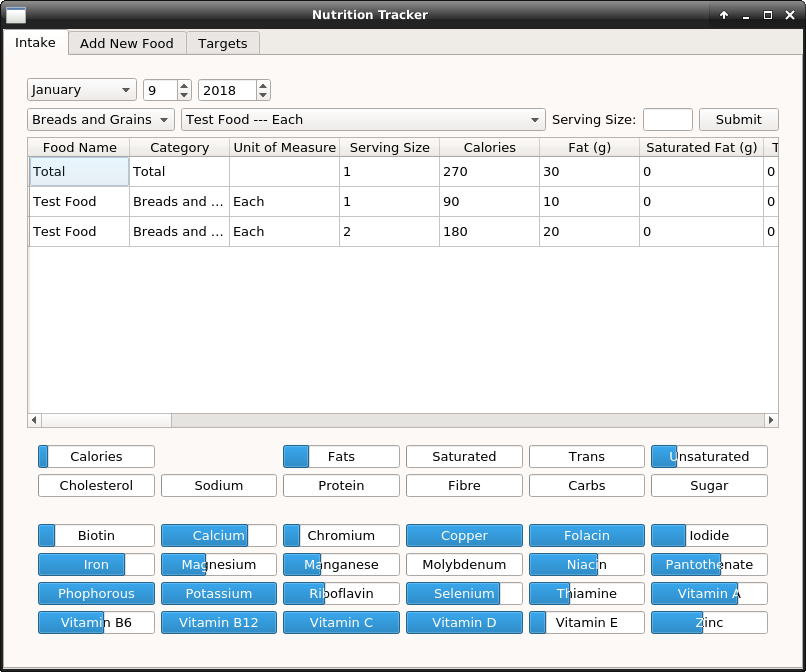 Nutrition Tracker
Intake Add New Food Targets
January 9 2018
Breads and Grains Test Food --- Each Serving Size: Submit
Food Name Category Unit of Measure Serving Size Calories Fat (g) Saturated Fat (g) T
Total Total 1 270 30 0 0
Test Food Breads and ... Each 1 90 10 0 0
Test Food Breads and ... Each 2 180 20 0 0
Calories Fats Saturated Trans Unsaturated
Cholesterol Sodium Protein Fibre Carbs Sugar
Biotin Calcium Chromium Copper Folacin Iodide
Iron Magnesium Manganese Molybdenum Niacin Pantothenate
Phophorous Potassium Riboflavin Selenium Thiamine Vitamin A
Vitamin B6 Vitamin B12 Vitamin C Vitamin D Vitamin E Zinc